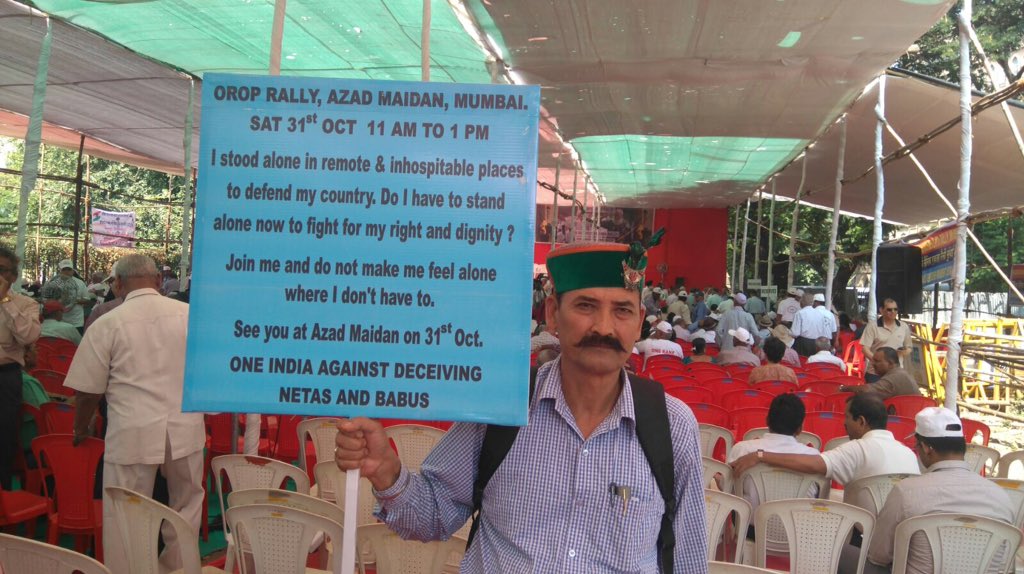 OROP RALLY, AZAD MAIDAN, MUMBAI.
SAT 31st OCT 11 AM TO 1 PM
I stood alone in remote & inhospitable places
to defend my country. Do I have to stand
alone now to fight for my right and dignity ?
Join me and do not make me feel alone
where I don't have to.
See you at Azad Maidan on 31st Oct.
ONE INDIA AGAINST DECEIVING
NETAS AND BABUS
ONE RANK